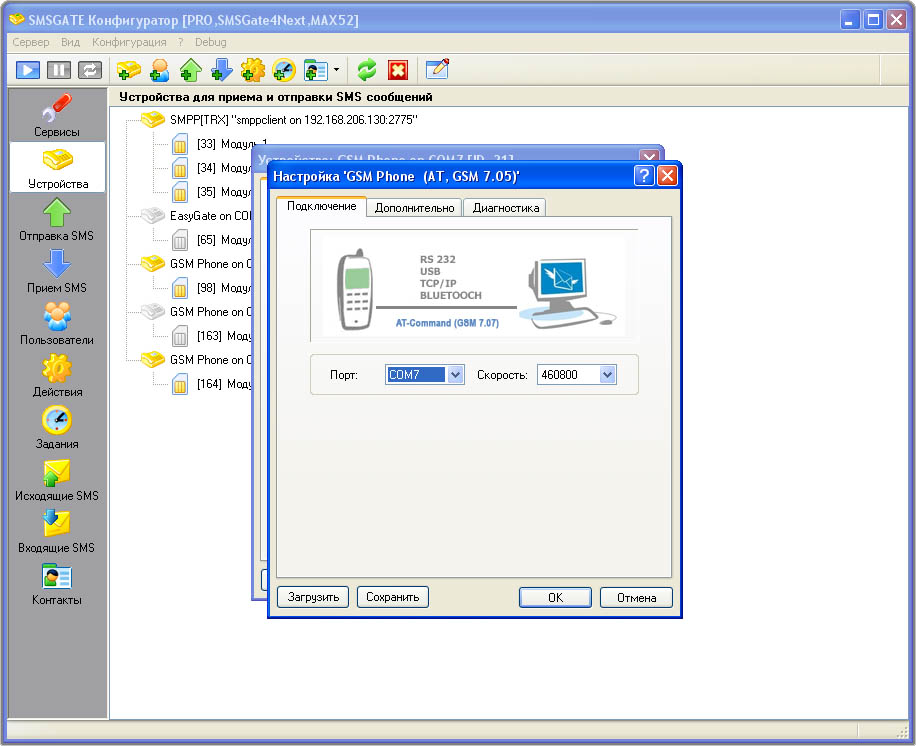 SMSGATE Конфигуратор [PRO,SMSGate4Next,MAX52]
Сервер Вид Конфигурация ? Debug
Устройства для приема и отправки SMS сообщений
Сервисы
Устройства
Отправка SMS
Прием SMS
Пользователи
Действия
Задания
Исходящие SMS
Входящие SMS
Контакты
SMPP[TRX] "smppclient on 192.168.206.130:2775"
[33] Модуль 1
[34] Модул
[35] Модул
EasyGate on CO
[65] Модул
GSM Phone on C
[98] Модул
GSM Phone on C
[163] Моду
GSM Phone on C
[164] Моду
Устройство: GSM Phone on COM7 [ID 31]
Настройка 'GSM Phone (AT, GSM 7.05)'
Подключение Дополнительно Диагностика
RS 232
USB
TCP/IP
BLUETOOCH
AT-Command (GSM 7.07)
Порт: COM7 Скорость: 460800
Загрузить Сохранить OK Отмена